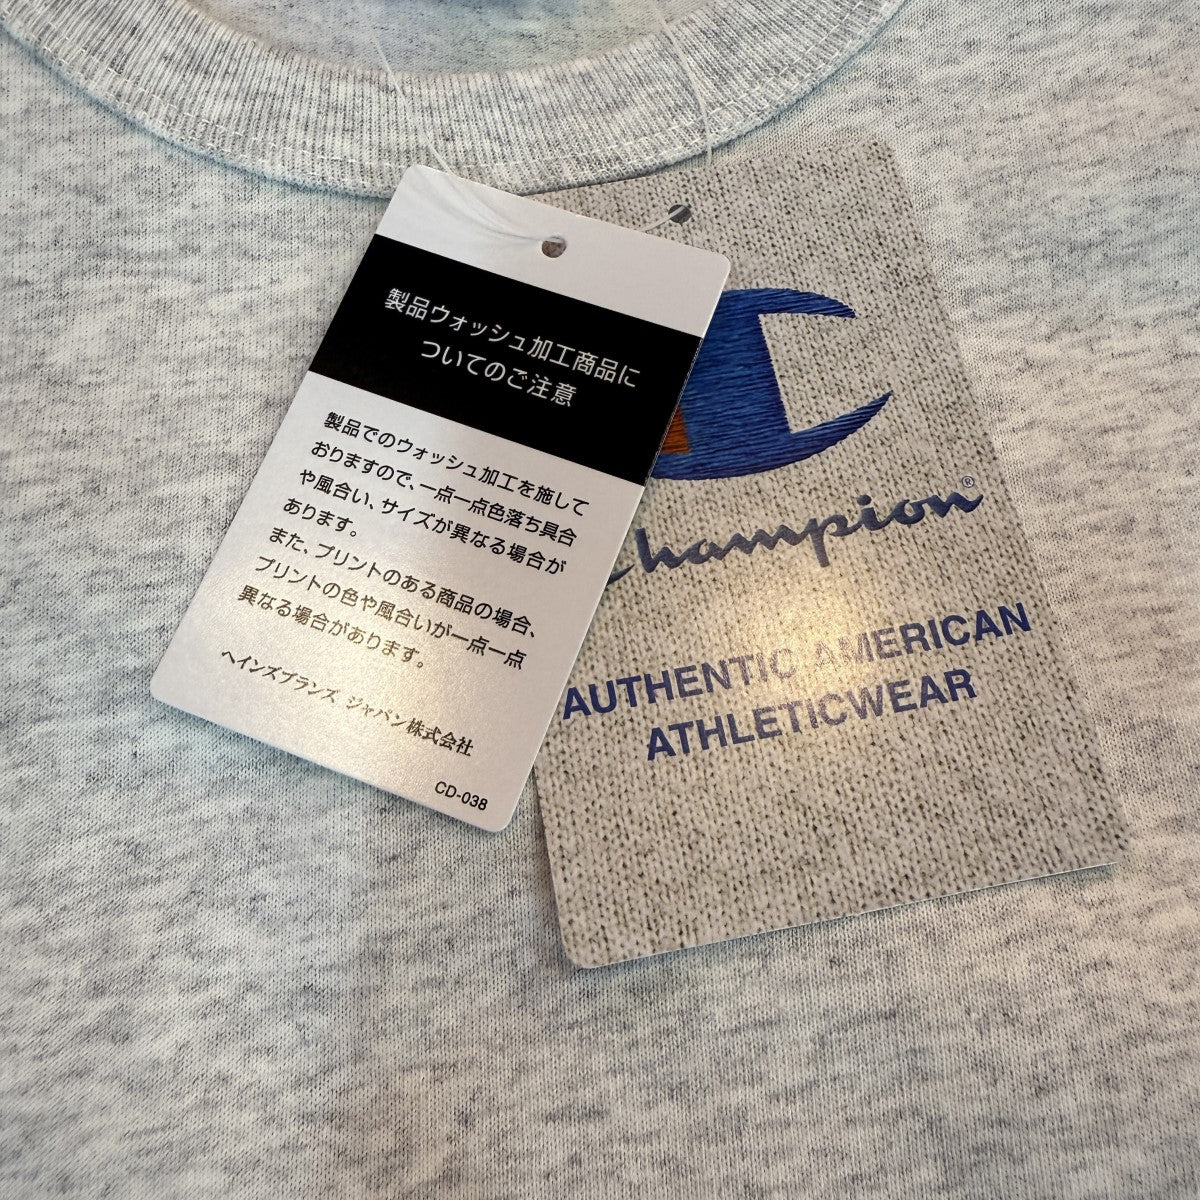 製品ウォッシュ加工商品に
ついてのご注意
製品でのウォッシュ加工を施して
おりますので、一点一点色落ち具合
や風合い、サイズが異なる場合が
あります。
また、プリントのある商品の場合、
プリントの色や風合いが一点一点
異なる場合があります。
ヘインズブランズ ジャパン株式会社
CD-038
Champion®
AUTHENTIC AMERICAN
ATHLETICWEAR